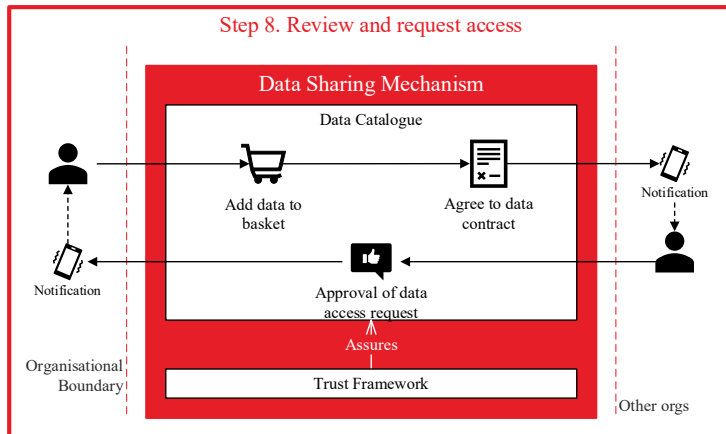 Step 8. Review and request access
Data Sharing Mechanism
Data Catalogue
Add data to
basket
Agree to data
contract
Notification
Notification
Approval of data
access request
Assures
Trust Framework
Organisational
Boundary
Other orgs